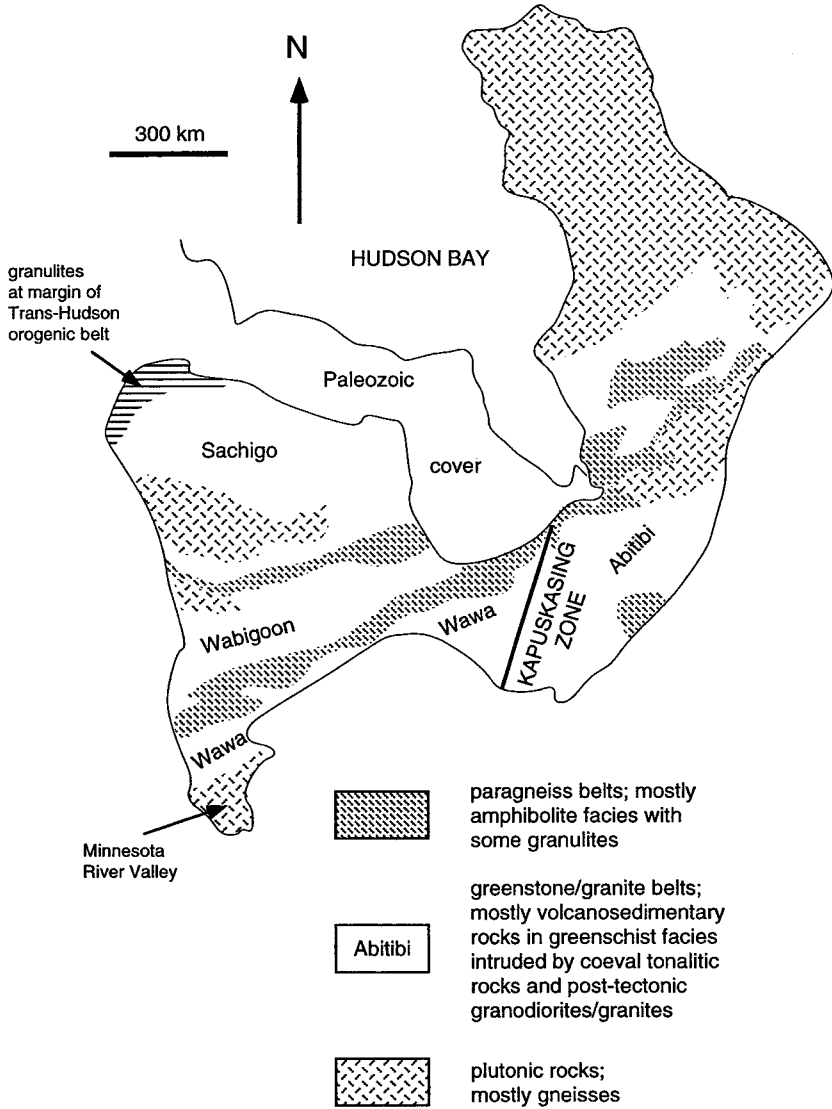 N
300 km
HUDSON BAY
granulites
at margin of
Trans-Hudson
orogenic belt
Paleozoic
cover
Sachigo
Abitibi
KAPUSKASING
ZONE
Wawa
Wabigoon
Wawa
Minnesota
River Valley
paragneiss belts; mostly
amphibolite facies with
some granulites
Abitibi
greenstone/granite belts;
mostly volcanosedimentary
rocks in greenschist facies
intruded by coeval tonalitic
rocks and post-tectonic
granodiorites/granites
plutonic rocks;
mostly gneisses